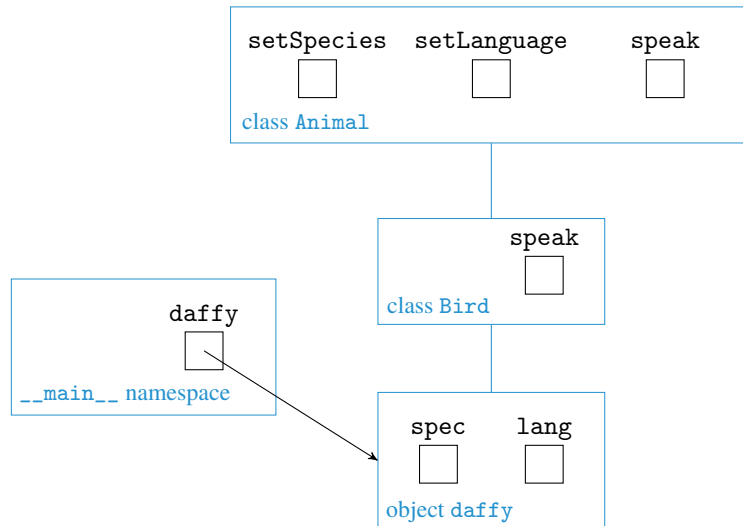 setSpecies setLanguage speak
class Animal
speak
class Bird
daffy
__main__ namespace
spec lang
object daffy